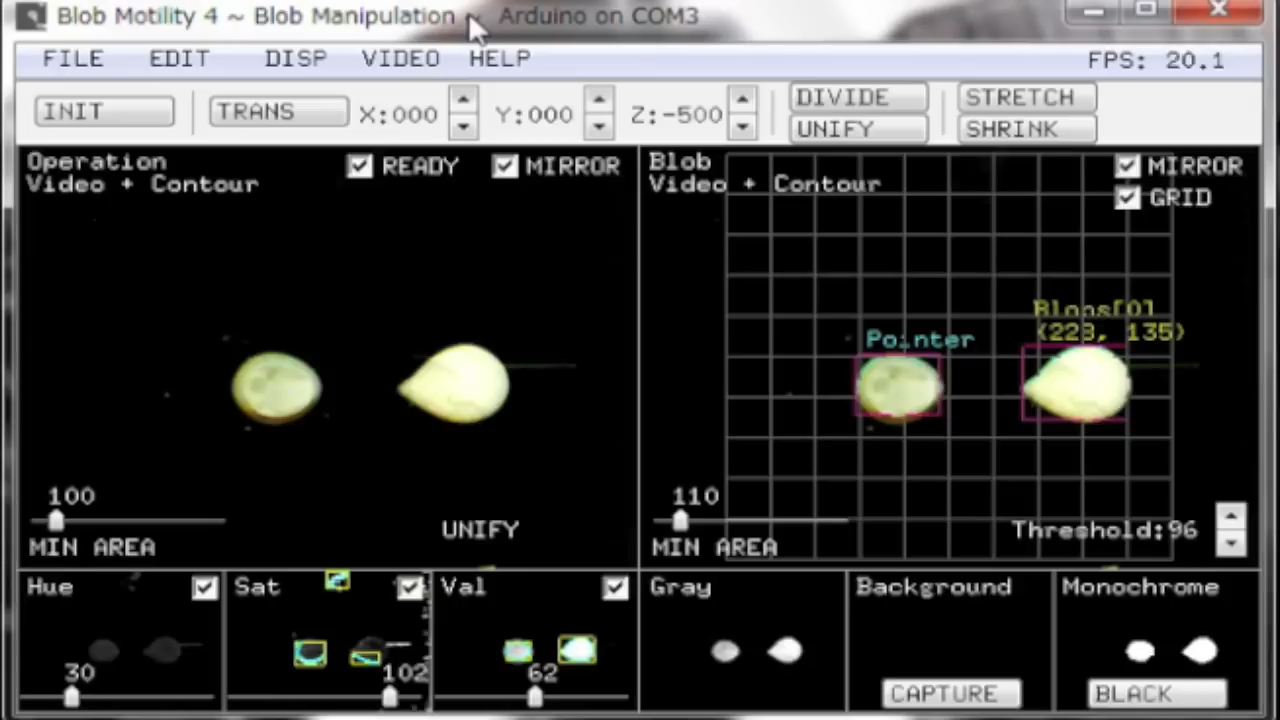 Blob Motility 4 ~ Blob Manipulation ~ Arduino on COM3
FILE EDIT DISP VIDEO HELP FPS: 20.1
INIT TRANS X:000 Y:000 Z:-500 DIVIDE STRETCH
UNIFY SHRINK
Operation READY MIRROR
Video + Contour
Blob MIRROR
Video + Contour GRID
Blobs[0]
Pointer (223, 135)
100
UNIFY
MIN AREA
110
Threshold:96
MIN AREA
Hue Sat Val Gray Background Monochrome
30 102 62
CAPTURE BLACK